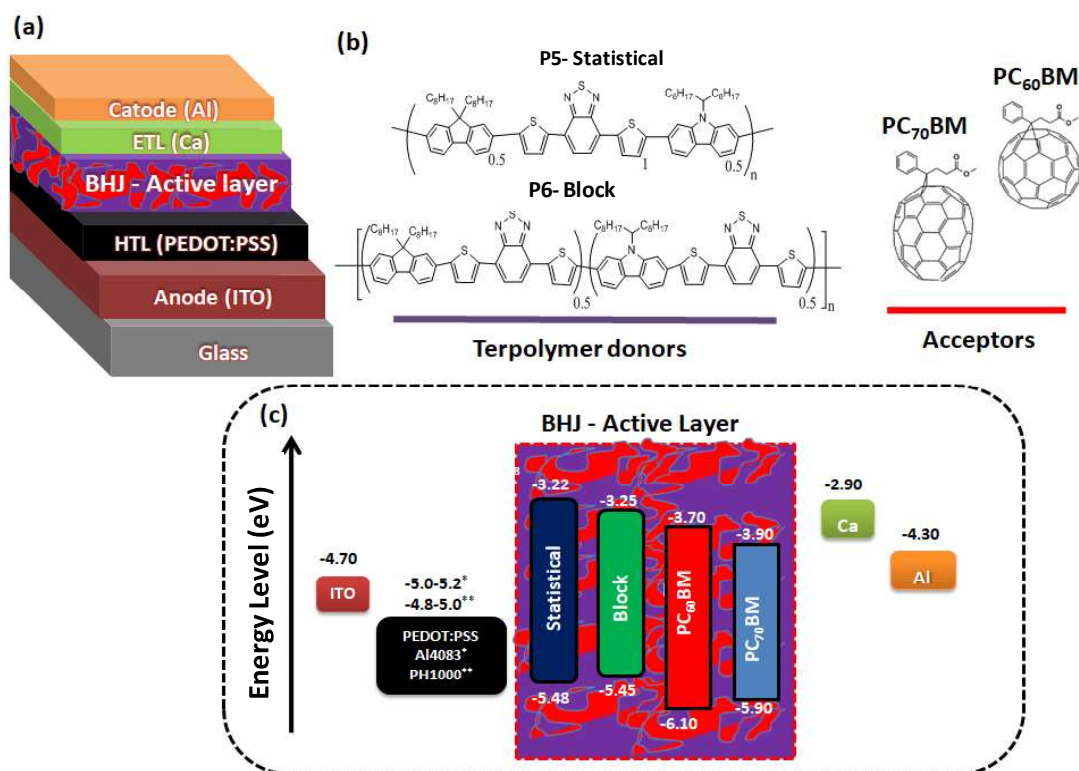 (a)
Catode (Al)
ETL (Ca)
BHJ - Active layer
HTL (PEDOT:PSS)
Anode (ITO)
Glass
(b)
P5- Statistical
C₈H₁₇ C₈H₁₇
N S N
C₈H₁₇ C₈H₁₇
N
S
S
0.5
1
0.5
n
P6- Block
C₈H₁₇ C₈H₁₇
N S N
C₈H₁₇ C₈H₁₇
N
N S N
S
S
S
S
0.5
0.5
n
Terpolymer donors
PC₆₀BM
O
O
PC₇₀BM
O
O
Acceptors
(c)
BHJ - Active Layer
Energy Level (eV)
-4.70
ITO
-5.0-5.2*
-4.8-5.0**
PEDOT:PSS
Al4083*
PH1000**
-3.22
Statistical
-5.48
-3.25
Block
-5.45
-3.70
PC₆₀BM
-6.10
-3.90
PC₇₀BM
-5.90
-2.90
Ca
-4.30
Al